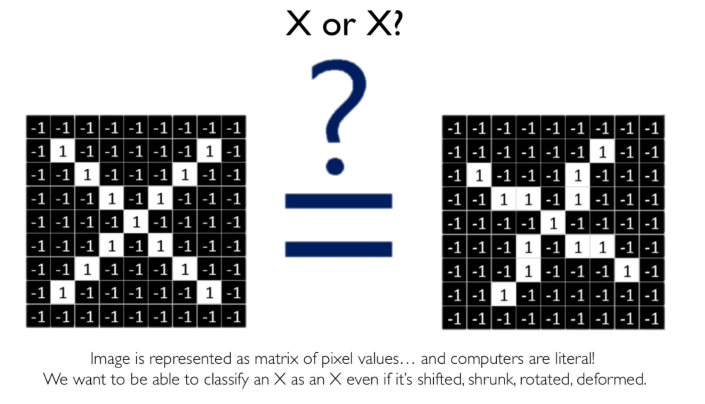 X or X?
?
=
-1 -1 -1 -1 -1 -1 -1 -1 -1
-1 1 -1 -1 -1 -1 -1 1 -1
-1 -1 1 -1 -1 -1 1 -1 -1
-1 -1 -1 1 -1 1 -1 -1 -1
-1 -1 -1 -1 1 -1 -1 -1 -1
-1 -1 -1 1 -1 1 -1 -1 -1
-1 -1 1 -1 -1 -1 1 -1 -1
-1 1 -1 -1 -1 -1 -1 1 -1
-1 -1 -1 -1 -1 -1 -1 -1 -1
-1 -1 -1 -1 -1 -1 -1 -1 -1
-1 -1 -1 -1 -1 -1 1 -1 -1
-1 1 -1 -1 -1 1 -1 -1 -1
-1 -1 1 1 -1 1 -1 -1 -1
-1 -1 -1 -1 1 -1 -1 -1 -1
-1 -1 -1 1 -1 1 1 -1 -1
-1 -1 -1 1 -1 -1 -1 1 -1
-1 -1 1 -1 -1 -1 -1 -1 -1
-1 -1 -1 -1 -1 -1 -1 -1 -1
Image is represented as matrix of pixel values... and computers are literal!
We want to be able to classify an X as an X even if it's shifted, shrunk, rotated, deformed.